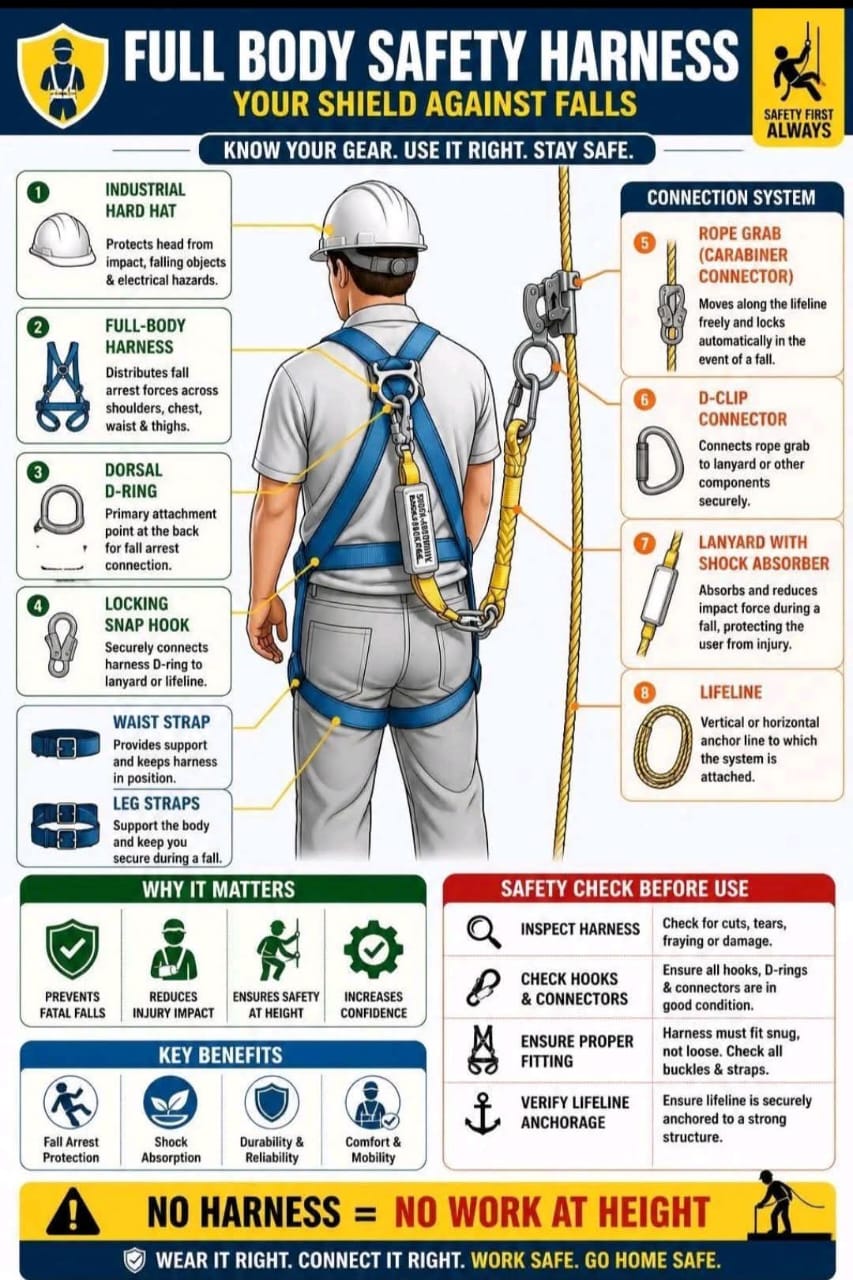 FULL BODY SAFETY HARNESS
YOUR SHIELD AGAINST FALLS
SAFETY FIRST
ALWAYS
KNOW YOUR GEAR. USE IT RIGHT. STAY SAFE.
1
INDUSTRIAL
HARD HAT
Protects head from
impact, falling objects
& electrical hazards.
2
FULL-BODY
HARNESS
Distributes fall
arrest forces across
shoulders, chest,
waist & thighs.
3
DORSAL
D-RING
Primary attachment
point at the back
for fall arrest
connection.
4
LOCKING
SNAP HOOK
Securely connects
harness D-ring to
lanyard or lifeline.
WAIST STRAP
Provides support
and keeps harness
in position.
LEG STRAPS
Support the body
and keep you
secure during a fall.
CONNECTION SYSTEM
5
ROPE GRAB
(CARABINER
CONNECTOR)
Moves along the lifeline
freely and locks
automatically in the
event of a fall.
6
D-CLIP
CONNECTOR
Connects rope grab
to lanyard or other
components
securely.
7
LANYARD WITH
SHOCK ABSORBER
Absorbs and reduces
impact force during a
fall, protecting the
user from injury.
8
LIFELINE
Vertical or horizontal
anchor line to which
the system is
attached.
WHY IT MATTERS
PREVENTS
FATAL FALLS
REDUCES
INJURY IMPACT
ENSURES SAFETY
AT HEIGHT
INCREASES
CONFIDENCE
KEY BENEFITS
Fall Arrest
Protection
Shock
Absorption
Durability &
Reliability
Comfort &
Mobility
SAFETY CHECK BEFORE USE
INSPECT HARNESS
Check for cuts, tears,
fraying or damage.
CHECK HOOKS
& CONNECTORS
Ensure all hooks, D-rings
& connectors are in
good condition.
ENSURE PROPER
FITTING
Harness must fit snug,
not loose. Check all
buckles & straps.
VERIFY LIFELINE
ANCHORAGE
Ensure lifeline is securely
anchored to a strong
structure.
NO HARNESS = NO WORK AT HEIGHT
WEAR IT RIGHT. CONNECT IT RIGHT. WORK SAFE. GO HOME SAFE.